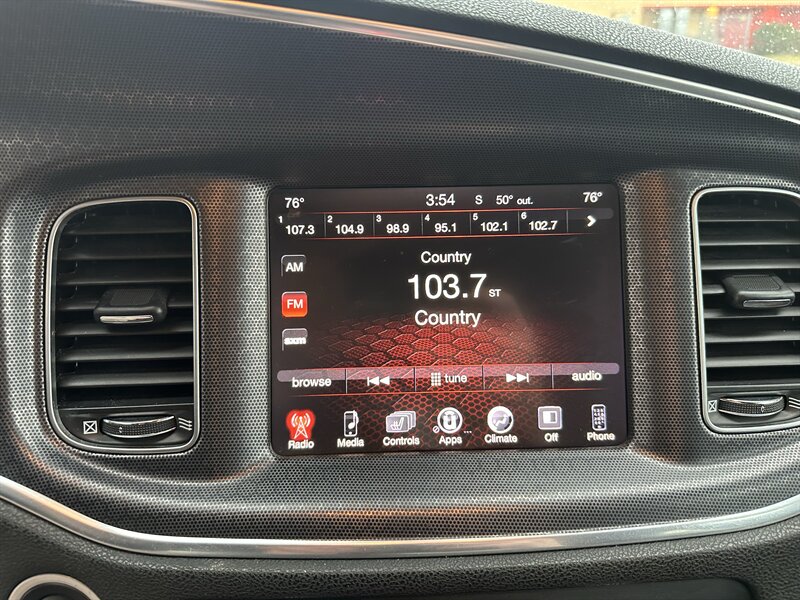 76° 3:54 S 50° out. 76°
1 107.3 2 104.9 3 98.9 4 95.1 5 102.1 6 102.7
Country
AM
103.7 ST
FM
Country
browse tune audio
Radio Media Controls Apps ... Climate Off Phone